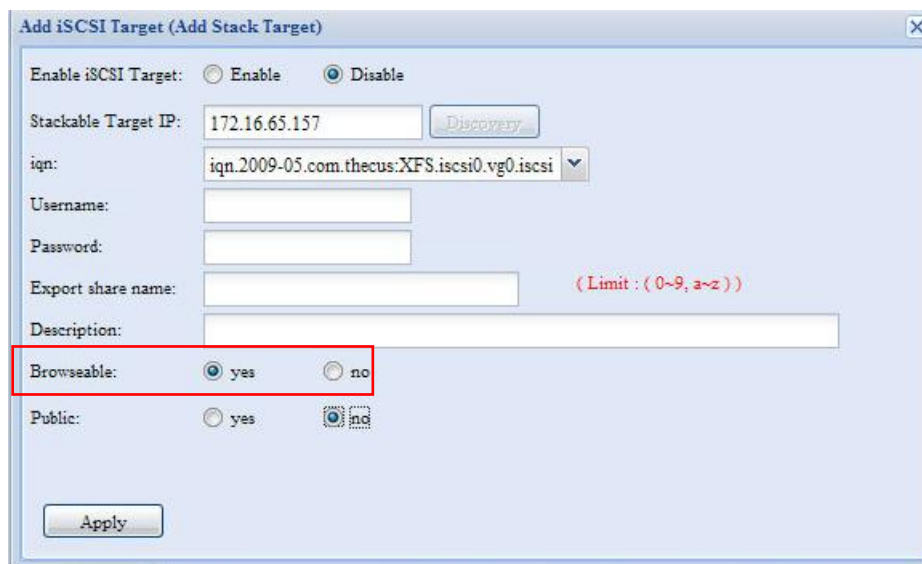 Add iSCSI Target (Add Stack Target)
Enable iSCSI Target: Enable Disable
Stackable Target IP: 172.16.65.157 Discovery
iqn: iqn.2009-05.com.thecus:XFS.iscsi0.vg0.iscsi
Username:
Password:
Export share name: ( Limit : ( 0~9, a~z ) )
Description:
Browseable: yes no
Public: yes no
Apply